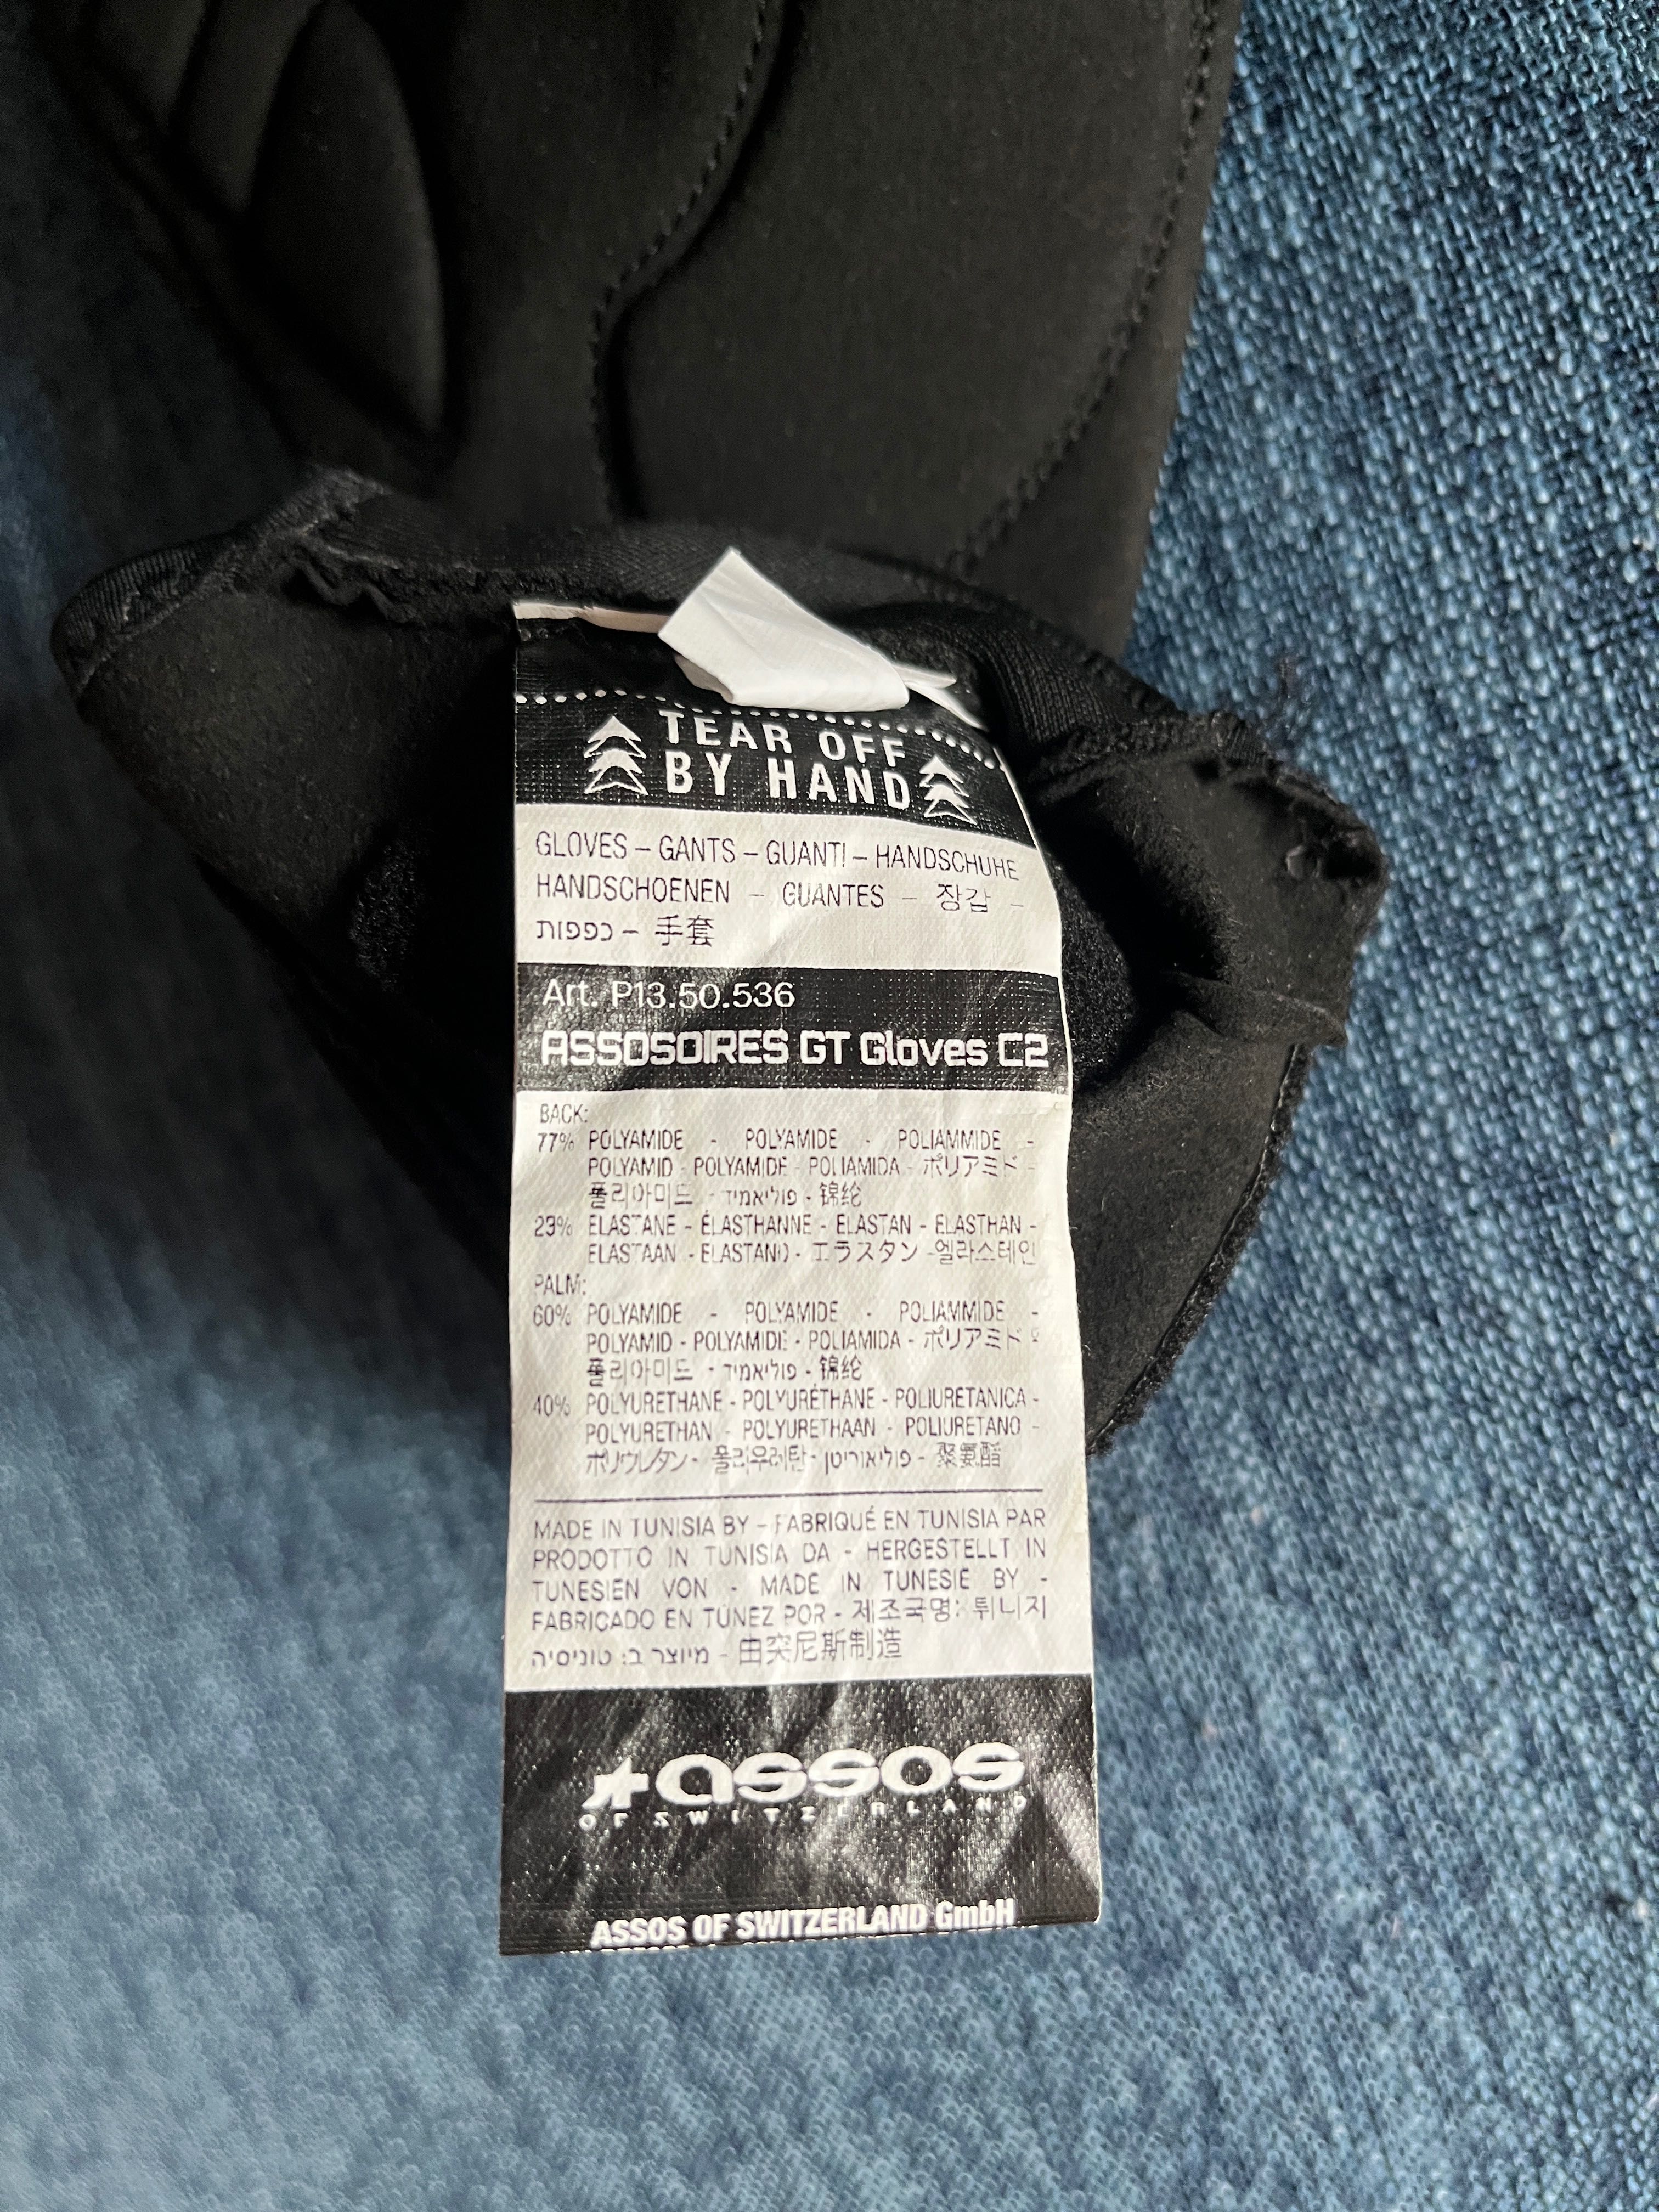 TEAR OFF
BY HAND
GLOVES – GANTS – GUANTI – HANDSCHUHE
HANDSCHOENEN – GUANTES – 장갑 –
כפפות – 手套
Art. P13.50.536
ASSOSOIRES GT Gloves C2
BACK:
77% POLYAMIDE - POLYAMIDE - POLIAMMIDE -
POLYAMID - POLYAMIDE - POLIAMIDA - ポリアミド -
폴리아미드 - פוליאמיד - 锦纶
23% ELASTANE - ÉLASTHANNE - ELASTAN - ELASTHAN -
ELASTAAN - ELASTANO - エラスタン -엘라스테인
PALM:
60% POLYAMIDE - POLYAMIDE - POLIAMMIDE -
POLYAMID - POLYAMIDE - POLIAMIDA - ポリアミド
폴리아미드 - פוליאמיד - 锦纶
40% POLYURETHANE - POLYURÉTHANE - POLIURETANICA -
POLYURETHAN - POLYURETHAAN - POLIURETANO -
ポリウレタン - 폴리우레탄 - פוליאוריטן - 聚氨酯
MADE IN TUNISIA BY - FABRIQUÉ EN TUNISIA PAR
PRODOTTO IN TUNISIA DA - HERGESTELLT IN
TUNESIEN VON - MADE IN TUNESIE BY -
FABRICADO EN TÚNEZ POR - 제조국명: 튀니지
מיוצר ב: טוניסיה - 由突尼斯制造
assos
OF SWITZERLAND
ASSOS OF SWITZERLAND GmbH